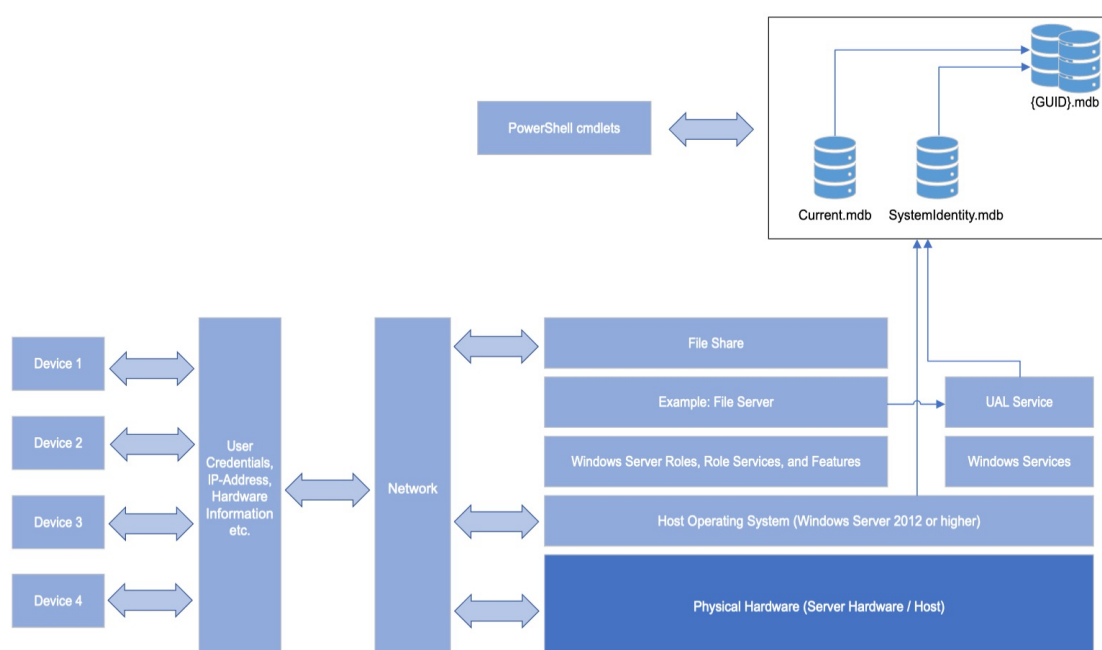 {GUID}.mdb
PowerShell cmdlets
Current.mdb
SystemIdentity.mdb
Device 1
Device 2
Device 3
Device 4
User
Credentials,
IP-Address,
Hardware
Information
etc.
Network
File Share
Example: File Server
UAL Service
Windows Server Roles, Role Services, and Features
Windows Services
Host Operating System (Windows Server 2012 or higher)
Physical Hardware (Server Hardware / Host)